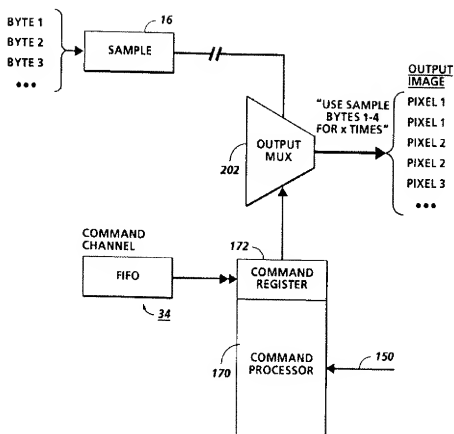 BYTE 1
BYTE 2
BYTE 3
•••
16
SAMPLE
OUTPUT
IMAGE
PIXEL 1
PIXEL 1
PIXEL 2
PIXEL 2
PIXEL 3
•••
"USE SAMPLE
BYTES 1-4
FOR x TIMES"
OUTPUT
MUX
202
COMMAND
CHANNEL
FIFO
34
172
COMMAND
REGISTER
170
COMMAND
PROCESSOR
150